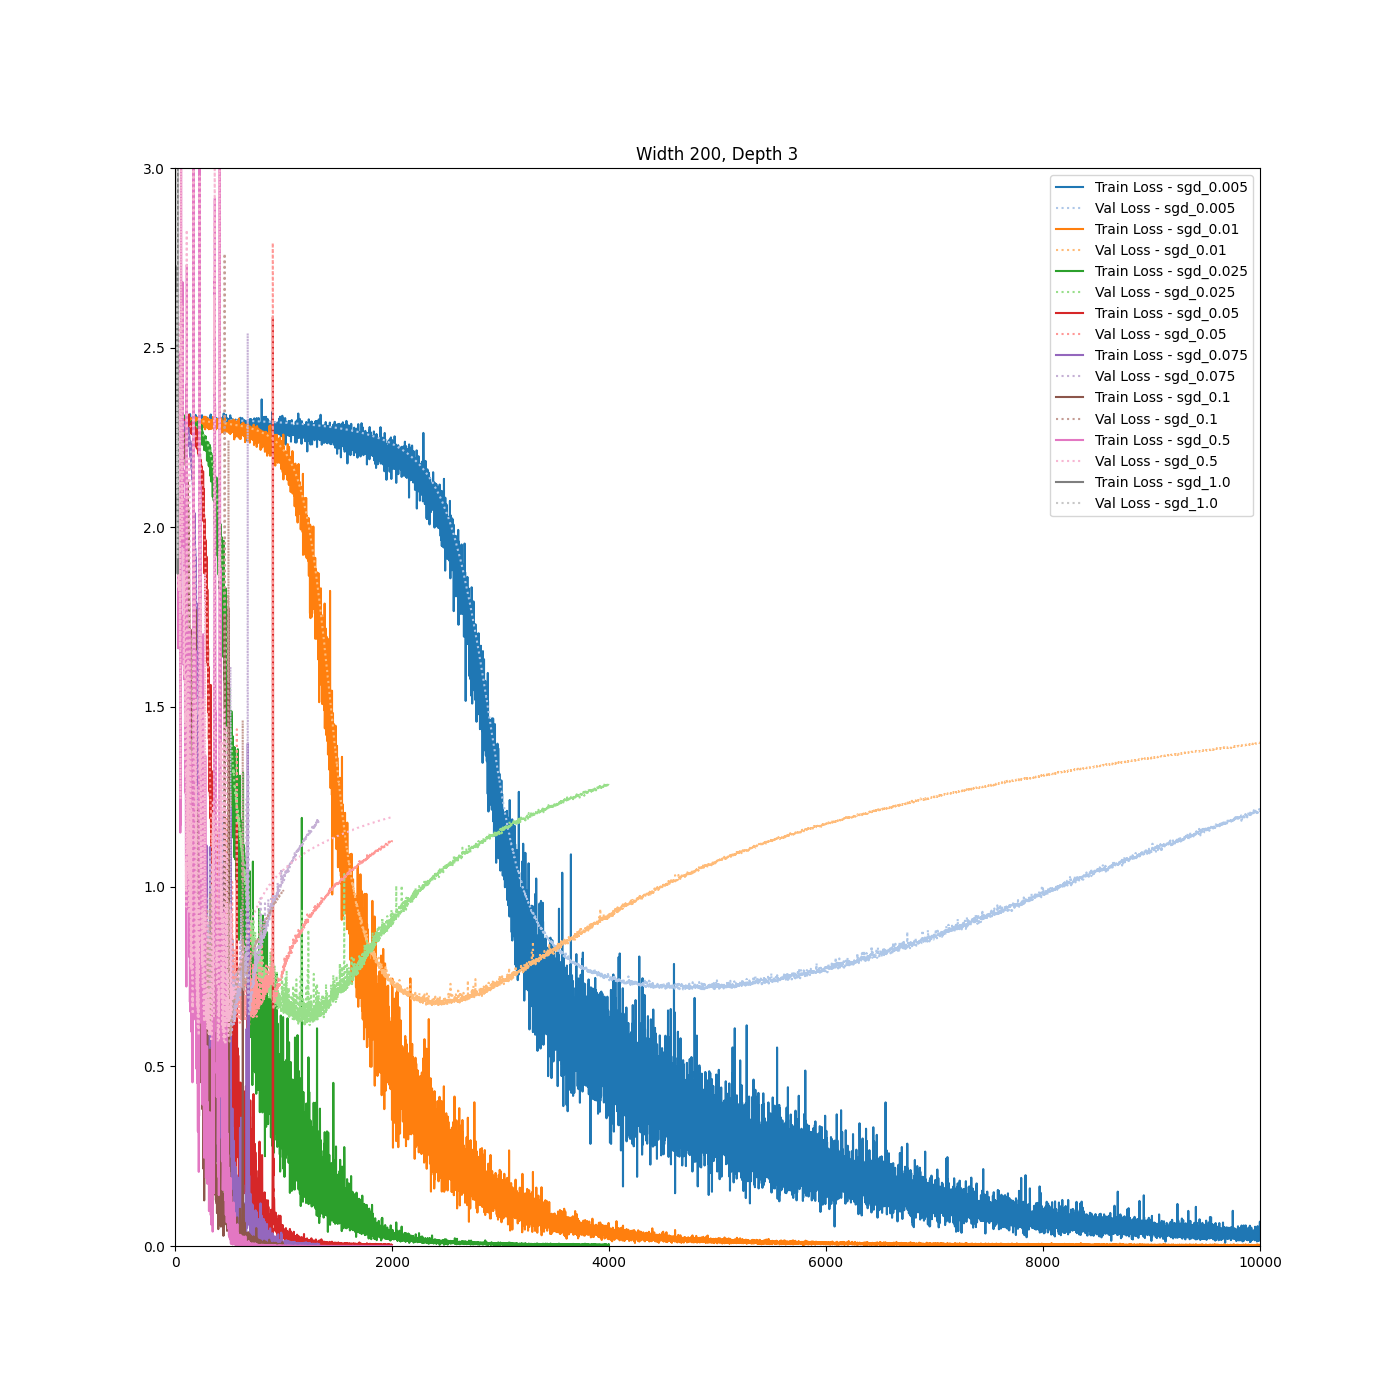 Width 200, Depth 3
3.0
2.5
2.0
1.5
1.0
0.5
0.0
0
2000
4000
6000
8000
10000
Train Loss - sgd_0.005
Val Loss - sgd_0.005
Train Loss - sgd_0.01
Val Loss - sgd_0.01
Train Loss - sgd_0.025
Val Loss - sgd_0.025
Train Loss - sgd_0.05
Val Loss - sgd_0.05
Train Loss - sgd_0.075
Val Loss - sgd_0.075
Train Loss - sgd_0.1
Val Loss - sgd_0.1
Train Loss - sgd_0.5
Val Loss - sgd_0.5
Train Loss - sgd_1.0
Val Loss - sgd_1.0